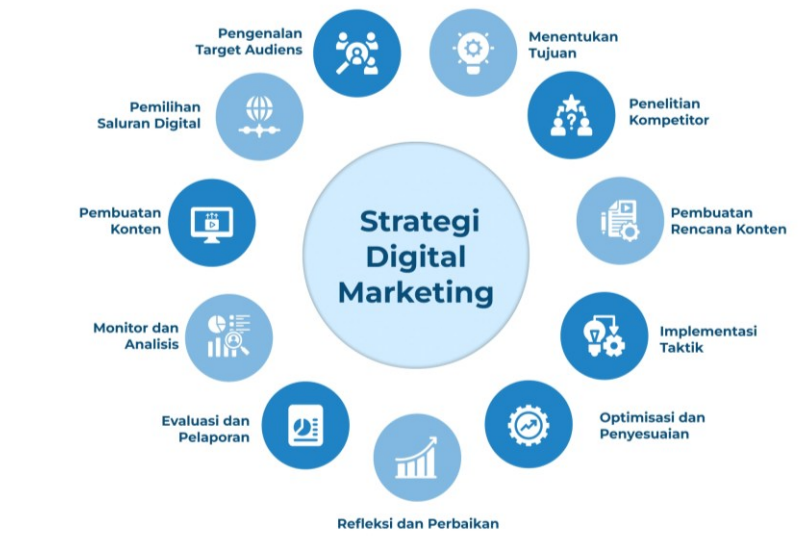 Pengenalan
Target Audiens
Menentukan
Tujuan
Pemilihan
Saluran Digital
Penelitian
Kompetitor
Pembuatan
Konten
Strategi
Digital
Marketing
Pembuatan
Rencana Konten
Monitor dan
Analisis
Implementasi
Taktik
Evaluasi dan
Pelaporan
Optimisasi dan
Penyesuaian
Refleksi dan Perbaikan